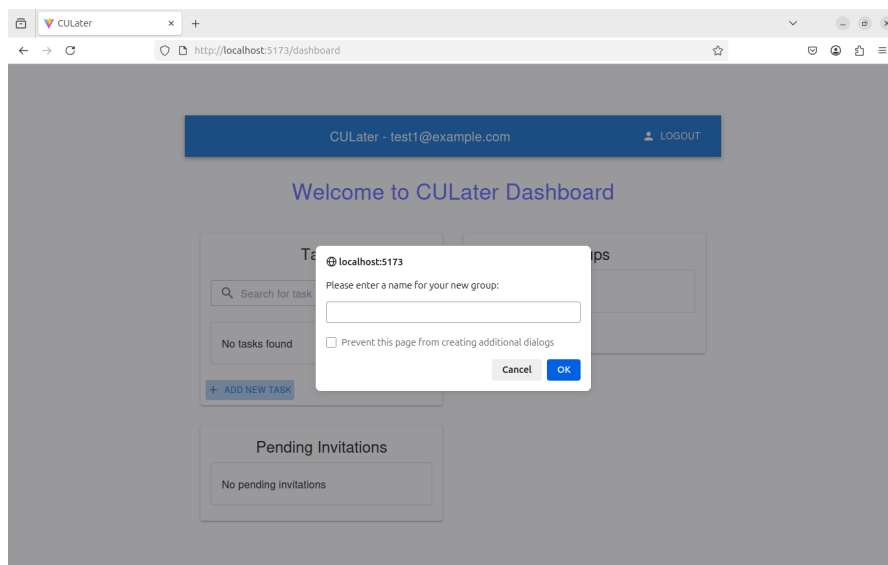 CULater
http://localhost:5173/dashboard
CULater - test1@example.com
LOGOUT
Welcome to CULater Dashboard
Search for task
No tasks found
+ ADD NEW TASK
localhost:5173
Please enter a name for your new group:
Prevent this page from creating additional dialogs
Cancel
OK
Pending Invitations
No pending invitations